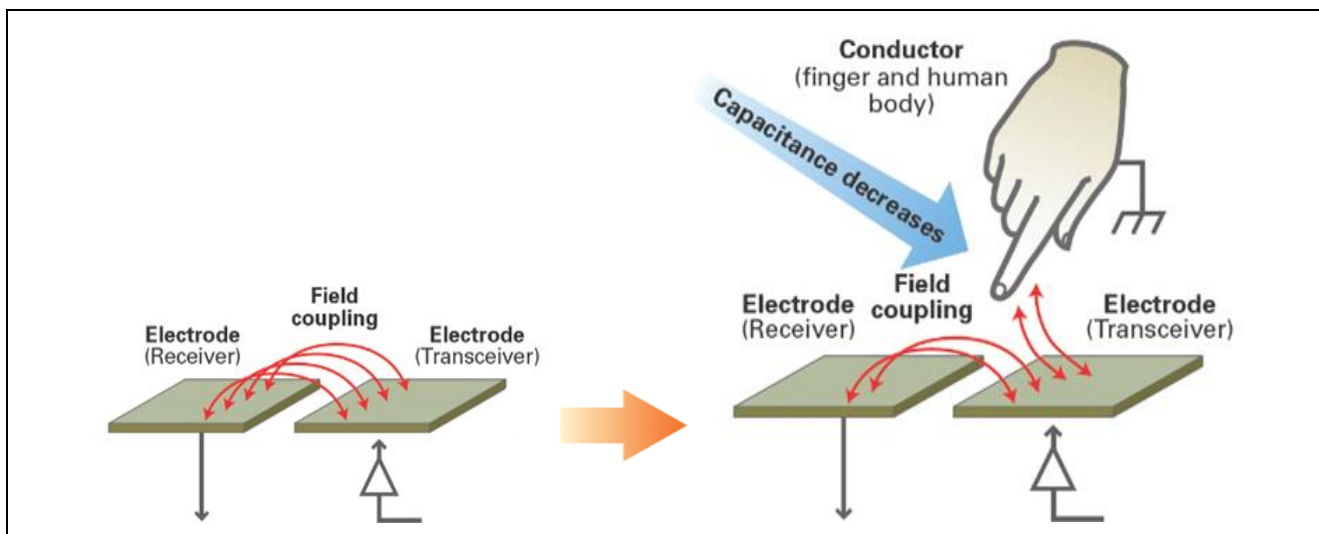 Field
coupling
Electrode
(Receiver)
Electrode
(Transceiver)
Conductor
(finger and human
body)
Capacitance decreases
Field
coupling
Electrode
(Receiver)
Electrode
(Transceiver)